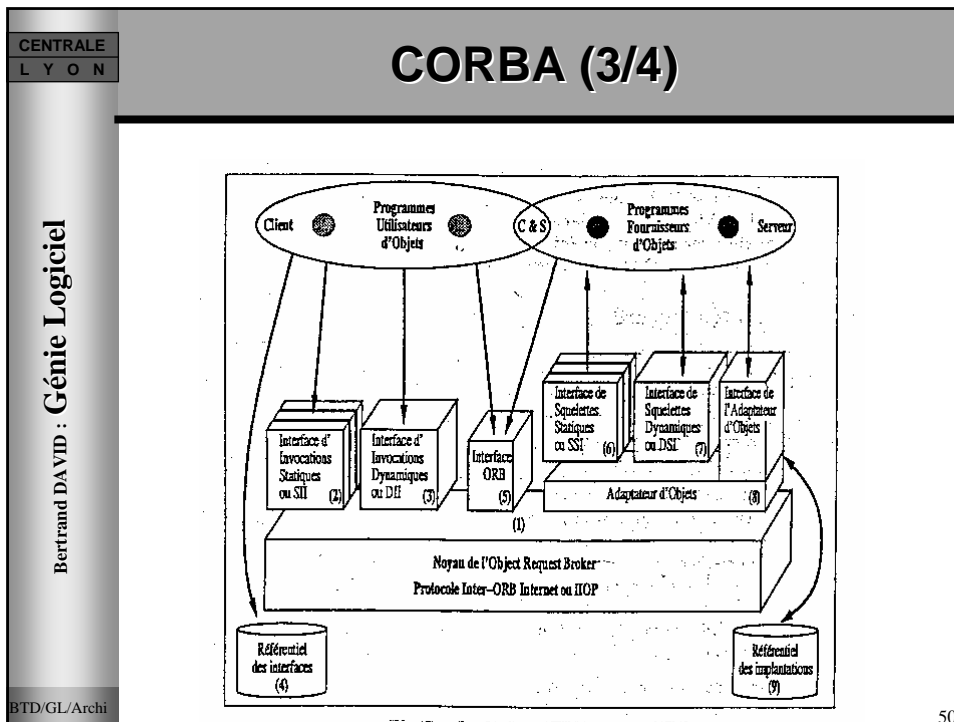 CENTRALE
L Y O N
CORBA (3/4)
Bertrand DAVID : Génie Logiciel
Client
Programmes
Utilisateurs
d'Objets
C & S
Programmes
Fournisseurs
d'Objets
Serveur
Interface d'
Invocations
Statiques
ou SII
(2)
Interface d'
Invocations
Dynamiques
ou DII
(3)
Interface
ORB
(5)
(1)
Interface de
Squelettes
Statiques
ou SSI
(6)
Interface de
Squelettes
Dynamiques
ou DSI
(7)
Interface de
l'Adaptateur
d'Objets
Adaptateur d'Objets
(8)
Noyau de l'Object Request Broker
Protocole Inter-ORB Internet ou IIOP
Référentiel
des interfaces
(4)
Référentiel
des implantations
(9)
BTD/GL/Archi
50